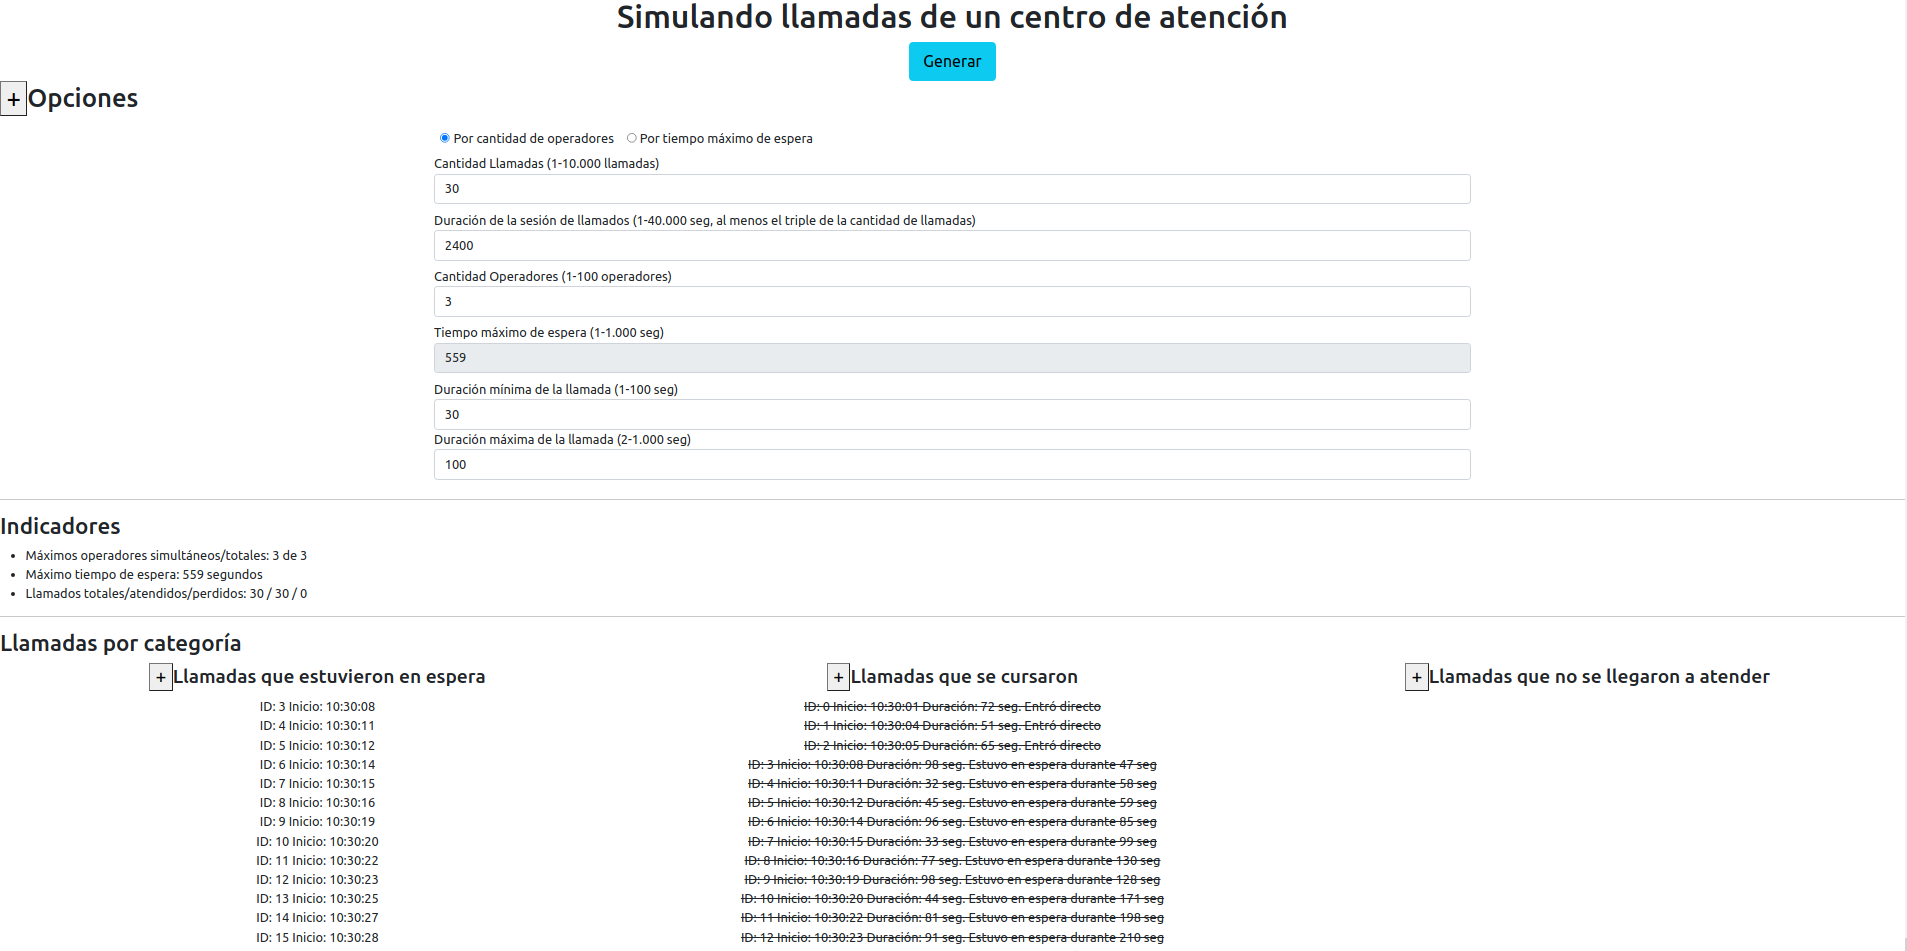 Simulando llamadas de un centro de atención
Generar
+ Opciones
Por cantidad de operadores Por tiempo máximo de espera
Cantidad Llamadas (1-10.000 llamadas)
30
Duración de la sesión de llamados (1-40.000 seg, al menos el triple de la cantidad de llamadas)
2400
Cantidad Operadores (1-100 operadores)
3
Tiempo máximo de espera (1-1.000 seg)
559
Duración mínima de la llamada (1-100 seg)
30
Duración máxima de la llamada (2-1.000 seg)
100
Indicadores
• Máximos operadores simultáneos/totales: 3 de 3
• Máximo tiempo de espera: 559 segundos
• Llamados totales/atendidos/perdidos: 30 / 30 / 0
Llamadas por categoría
+ Llamadas que estuvieron en espera
ID: 3 Inicio: 10:30:08
ID: 4 Inicio: 10:30:11
ID: 5 Inicio: 10:30:12
ID: 6 Inicio: 10:30:14
ID: 7 Inicio: 10:30:15
ID: 8 Inicio: 10:30:16
ID: 9 Inicio: 10:30:19
ID: 10 Inicio: 10:30:20
ID: 11 Inicio: 10:30:22
ID: 12 Inicio: 10:30:23
ID: 13 Inicio: 10:30:25
ID: 14 Inicio: 10:30:27
ID: 15 Inicio: 10:30:28
+ Llamadas que se cursaron
ID: 0 Inicio: 10:30:01 Duración: 72 seg. Entró directo
ID: 1 Inicio: 10:30:04 Duración: 51 seg. Entró directo
ID: 2 Inicio: 10:30:05 Duración: 65 seg. Entró directo
ID: 3 Inicio: 10:30:08 Duración: 98 seg. Estuvo en espera durante 47 seg
ID: 4 Inicio: 10:30:11 Duración: 32 seg. Estuvo en espera durante 58 seg
ID: 5 Inicio: 10:30:12 Duración: 45 seg. Estuvo en espera durante 59 seg
ID: 6 Inicio: 10:30:14 Duración: 96 seg. Estuvo en espera durante 85 seg
ID: 7 Inicio: 10:30:15 Duración: 33 seg. Estuvo en espera durante 99 seg
ID: 8 Inicio: 10:30:16 Duración: 77 seg. Estuvo en espera durante 130 seg
ID: 9 Inicio: 10:30:19 Duración: 98 seg. Estuvo en espera durante 128 seg
ID: 10 Inicio: 10:30:20 Duración: 44 seg. Estuvo en espera durante 171 seg
ID: 11 Inicio: 10:30:22 Duración: 81 seg. Estuvo en espera durante 198 seg
ID: 12 Inicio: 10:30:23 Duración: 91 seg. Estuvo en espera durante 210 seg
+ Llamadas que no se llegaron a atender